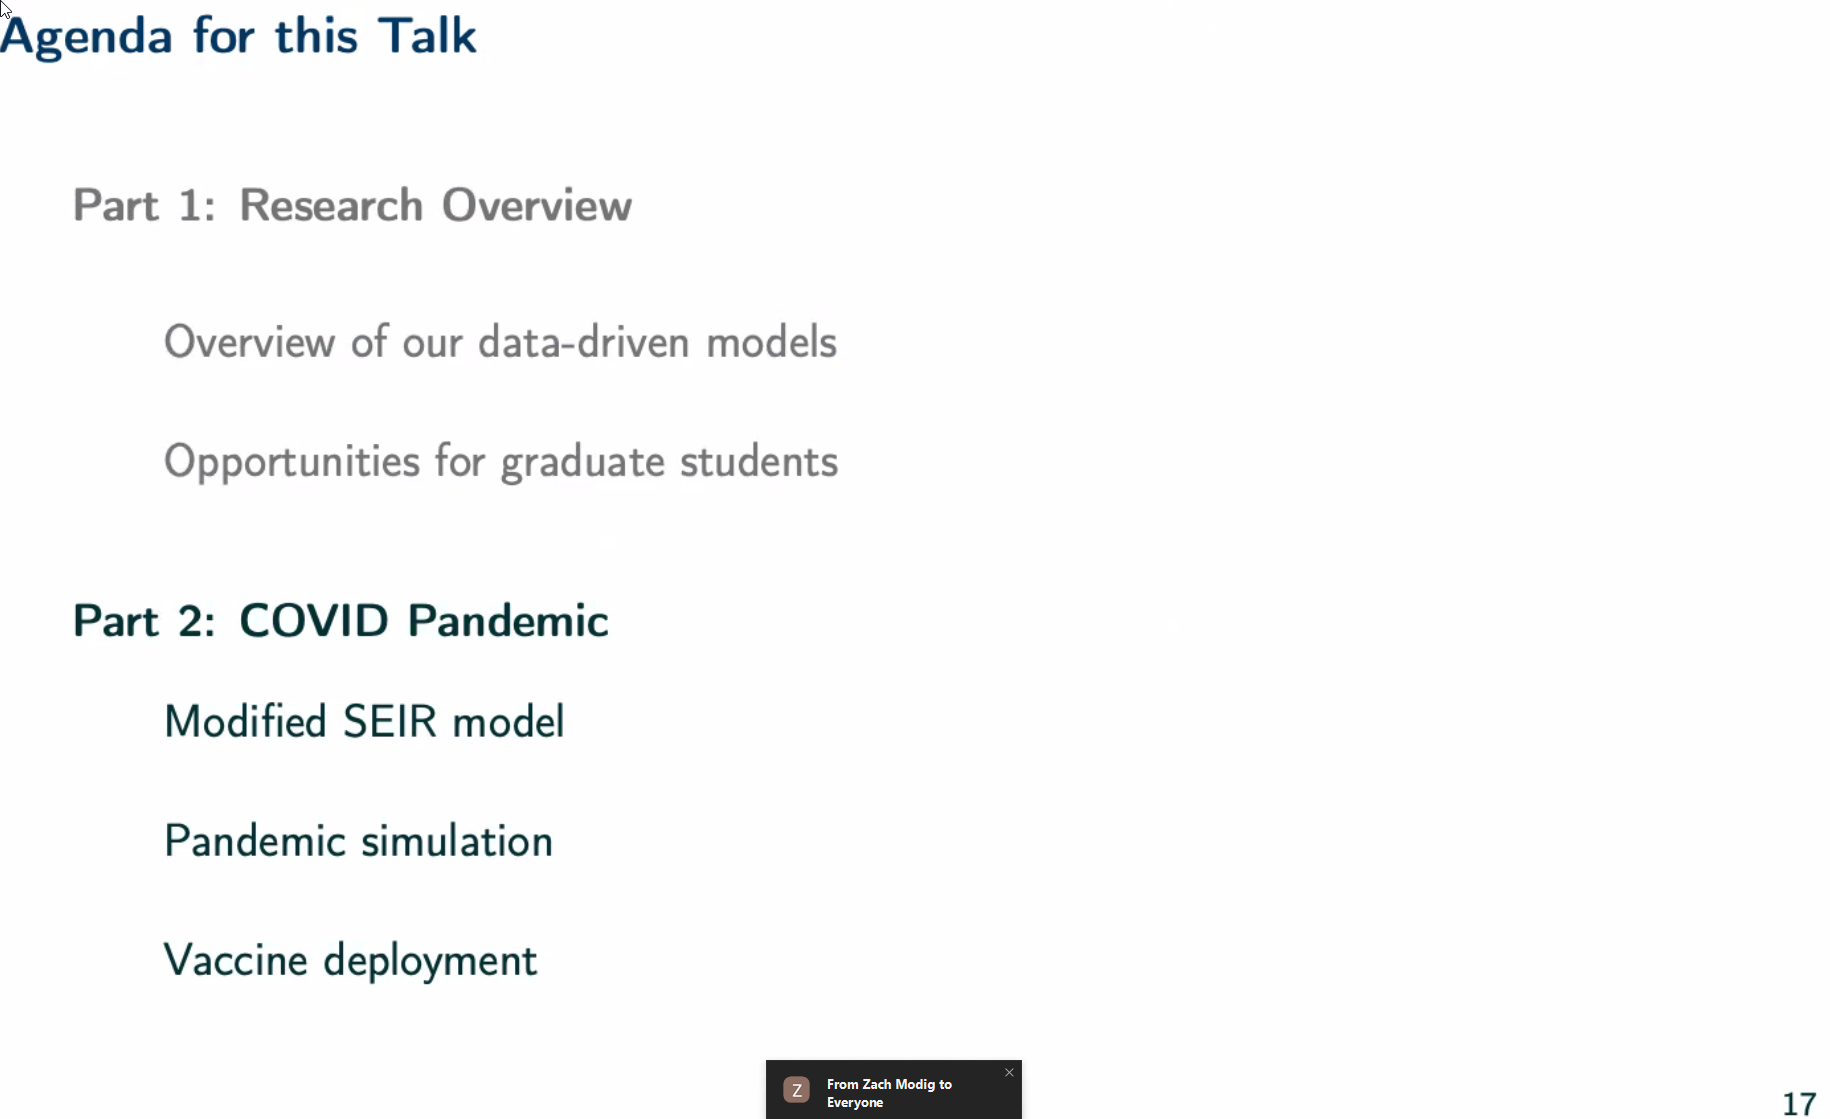 Agenda for this Talk
Part 1: Research Overview
Overview of our data-driven models
Opportunities for graduate students
Part 2: COVID Pandemic
Modified SEIR model
Pandemic simulation
Vaccine deployment
Z
From Zach Modig to
Everyone
17